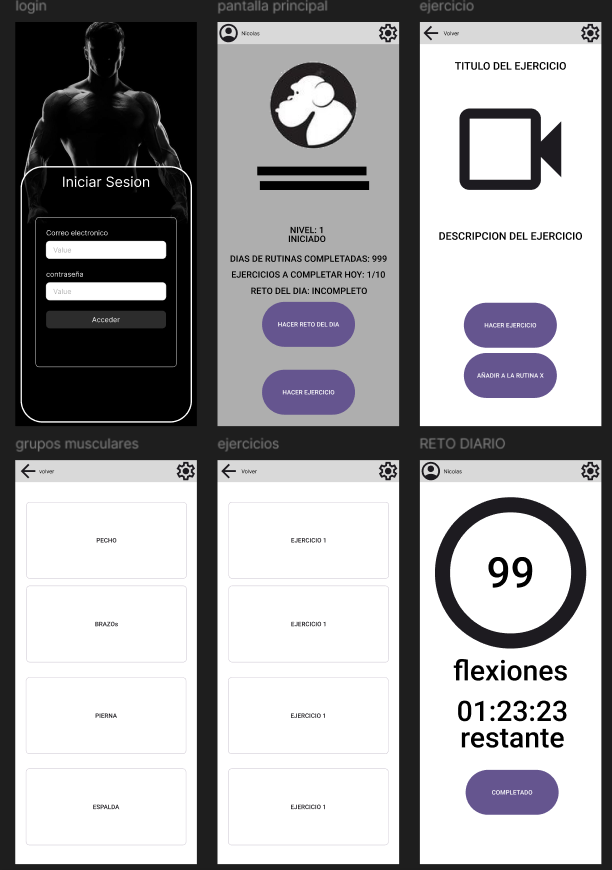 login
Iniciar Sesion
Correo electronico
Value
contraseña
Value
Acceder
pantalla principal
Nicolas
NIVEL: 1
INICIADO
DIAS DE RUTINAS COMPLETADAS: 999
EJERCICIOS A COMPLETAR HOY: 1/10
RETO DEL DIA: INCOMPLETO
HACER RETO DEL DIA
HACER EJERCICIO
ejercicio
Volver
TITULO DEL EJERCICIO
DESCRIPCION DEL EJERCICIO
HACER EJERCICIO
AÑADIR A LA RUTINA X
grupos musculares
volver
PECHO
BRAZOs
PIERNA
ESPALDA
ejercicios
Volver
EJERCICIO 1
EJERCICIO 1
EJERCICIO 1
EJERCICIO 1
RETO DIARIO
Nicolas
99
flexiones
01:23:23
restante
COMPLETADO